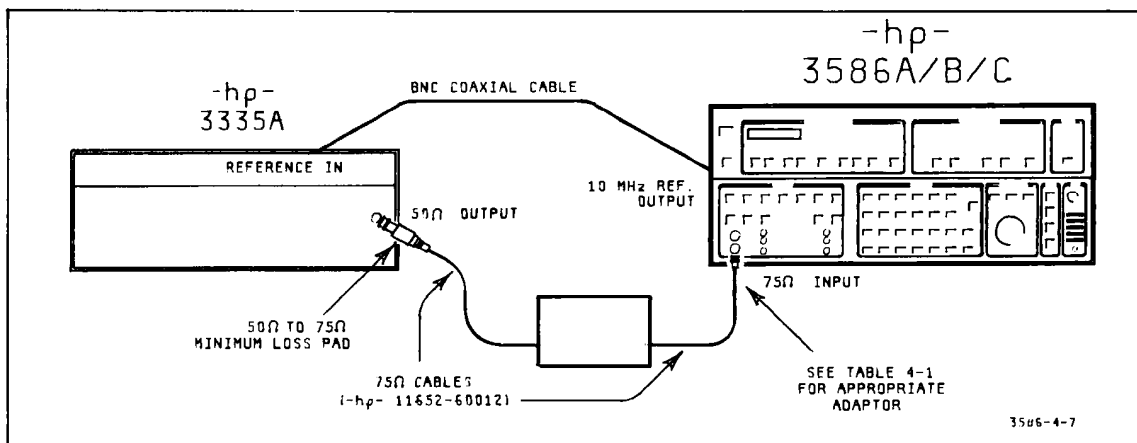 -hp-
3335A
BNC COAXIAL CABLE
-hp-
3586A/B/C
REFERENCE IN
10 MHz REF.
OUTPUT
50Ω OUTPUT
75Ω INPUT
50Ω TO 75Ω
MINIMUM LOSS PAD
75Ω CABLES
(-hp- 11652-60012)
SEE TABLE 4-1
FOR APPROPRIATE
ADAPTOR
3586-4-7